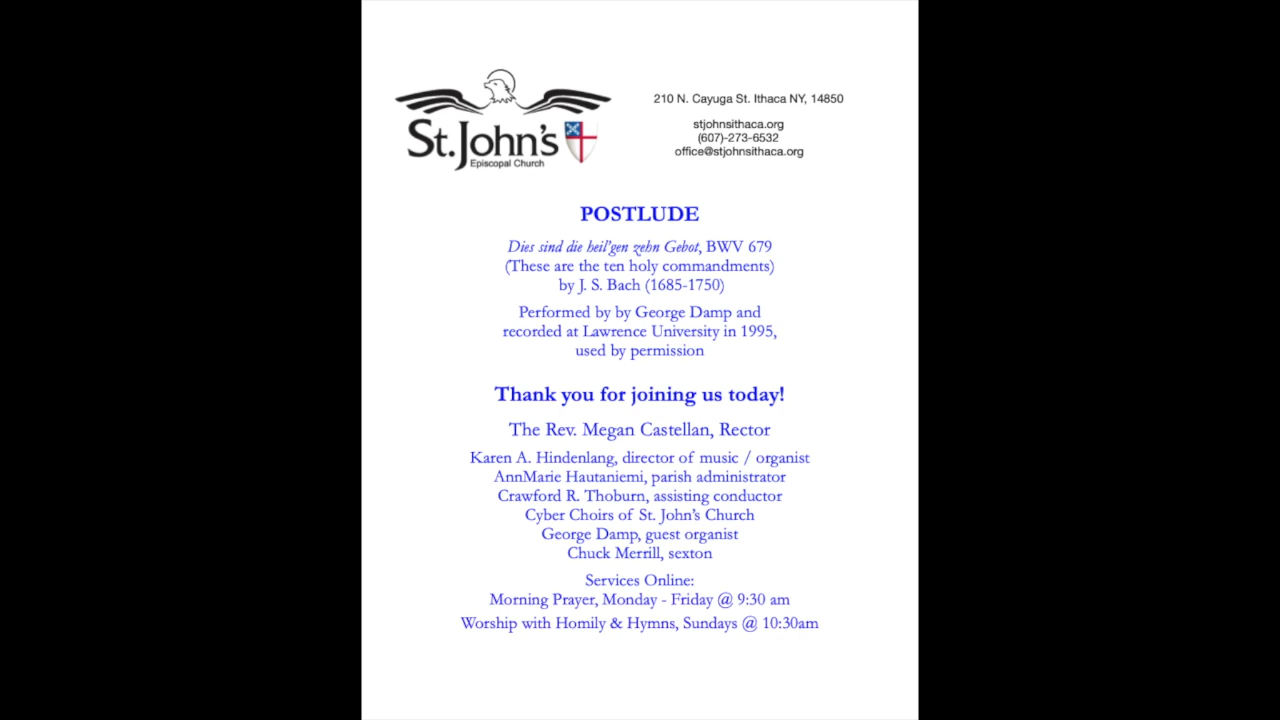 210 N. Cayuga St. Ithaca NY, 14850
St. John's
Episcopal Church
stjohnsithaca.org
(607)-273-6532
office@stjohnsithaca.org
POSTLUDE
Dies sind die heil'gen zehn Gebot, BWV 679
(These are the ten holy commandments)
by J. S. Bach (1685-1750)
Performed by by George Damp and
recorded at Lawrence University in 1995,
used by permission
Thank you for joining us today!
The Rev. Megan Castellan, Rector
Karen A. Hindenlang, director of music / organist
AnnMarie Hautaniemi, parish administrator
Crawford R. Thoburn, assisting conductor
Cyber Choirs of St. John's Church
George Damp, guest organist
Chuck Merrill, sexton
Services Online:
Morning Prayer, Monday - Friday @ 9:30 am
Worship with Homily & Hymns, Sundays @ 10:30am